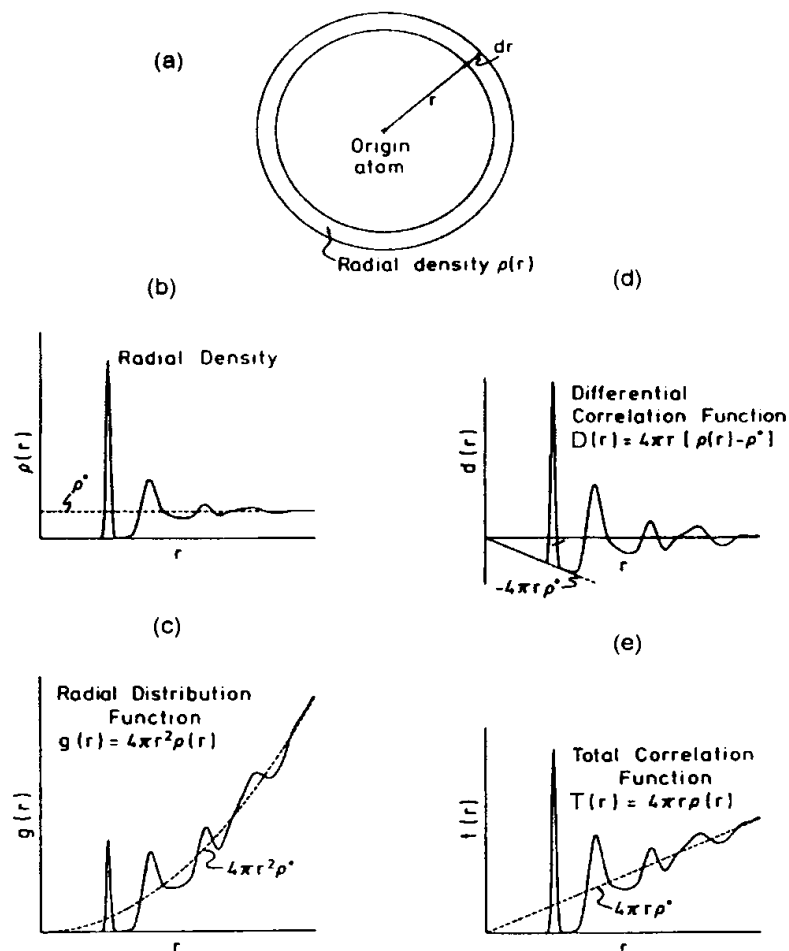 (a)
dr
r
Origin
atom
Radial density ρ(r)
(b)
Radial Density
ρ(r)
ρ°
r
(d)
Differential
Correlation Function
D(r) = 4πr [ρ(r)-ρ°]
d(r)
r
-4πrρ°
(c)
Radial Distribution
Function
g(r) = 4πr²ρ(r)
g(r)
4πr²ρ°
r
(e)
Total Correlation
Function
T(r) = 4πrρ(r)
t(r)
4πrρ°
r